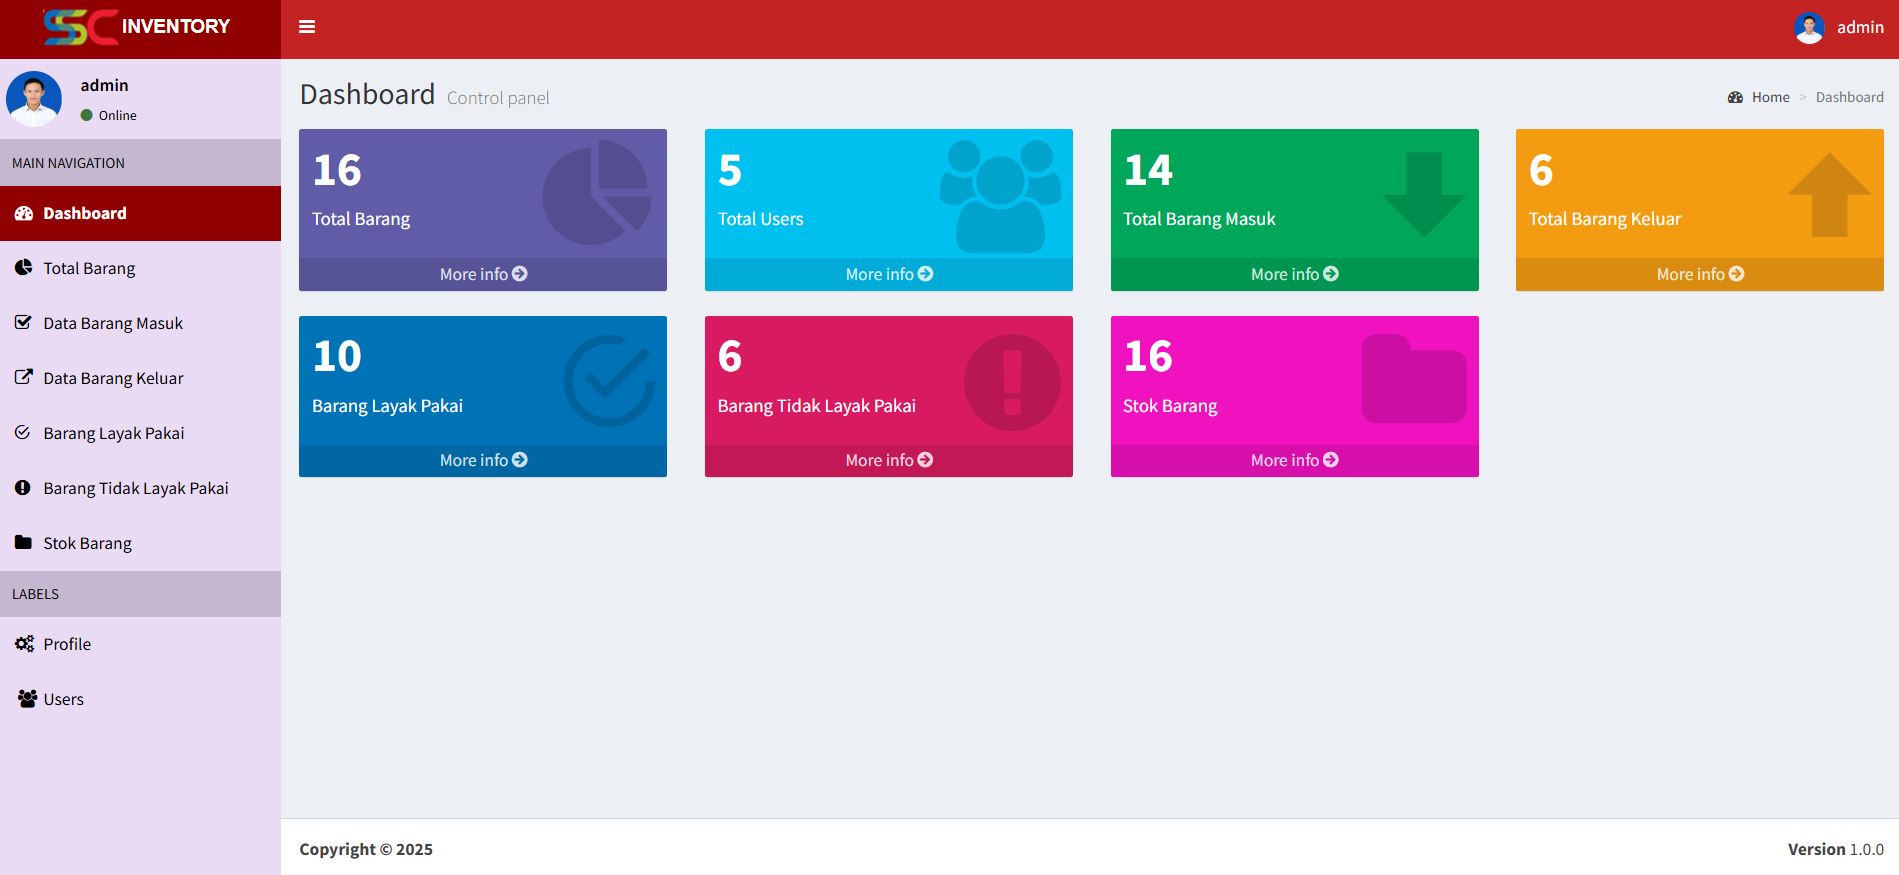 SSC INVENTORY
admin
admin
Online
MAIN NAVIGATION
Dashboard
Total Barang
Data Barang Masuk
Data Barang Keluar
Barang Layak Pakai
Barang Tidak Layak Pakai
Stok Barang
LABELS
Profile
Users
Dashboard Control panel
Home > Dashboard
16
Total Barang
More info
5
Total Users
More info
14
Total Barang Masuk
More info
6
Total Barang Keluar
More info
10
Barang Layak Pakai
More info
6
Barang Tidak Layak Pakai
More info
16
Stok Barang
More info
Copyright © 2025
Version 1.0.0